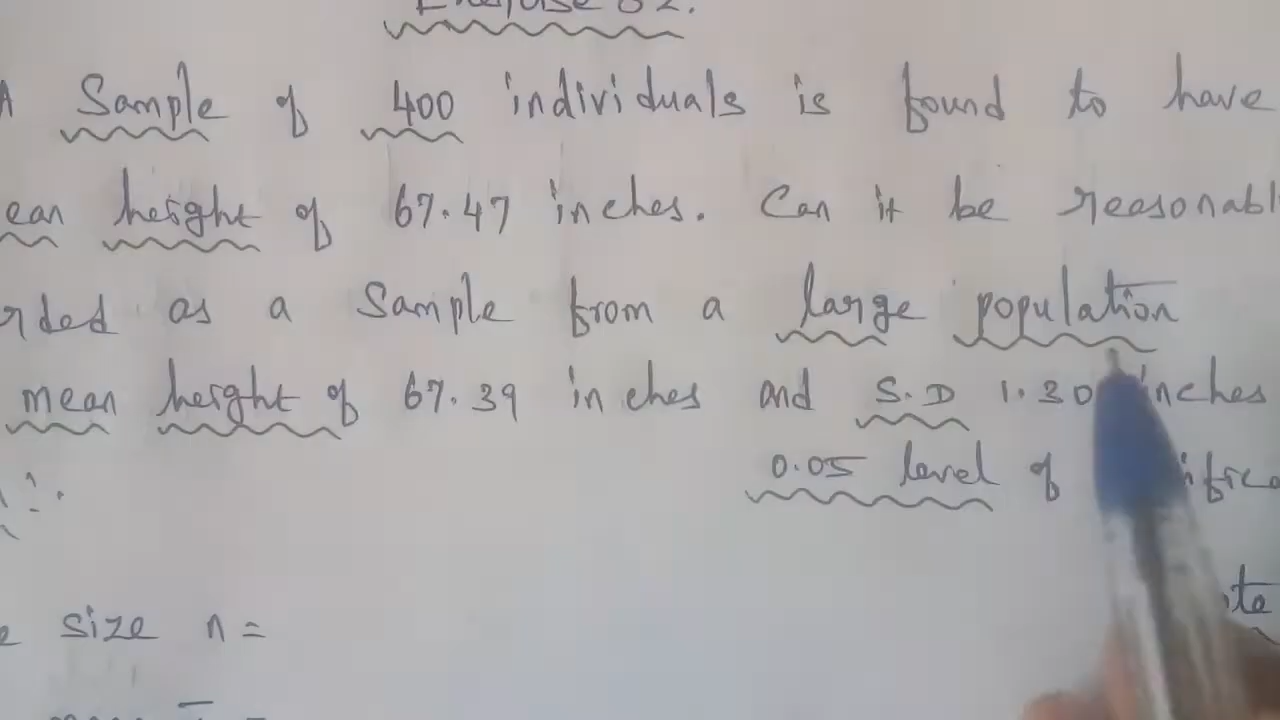 A Sample of 400 individuals is found to have
ean height of 67.47 inches. Can it be reasonabl
rded as a Sample from a large population
mean height of 67.39 inches and S.D 1.30 inches
0.05 level of
size n =